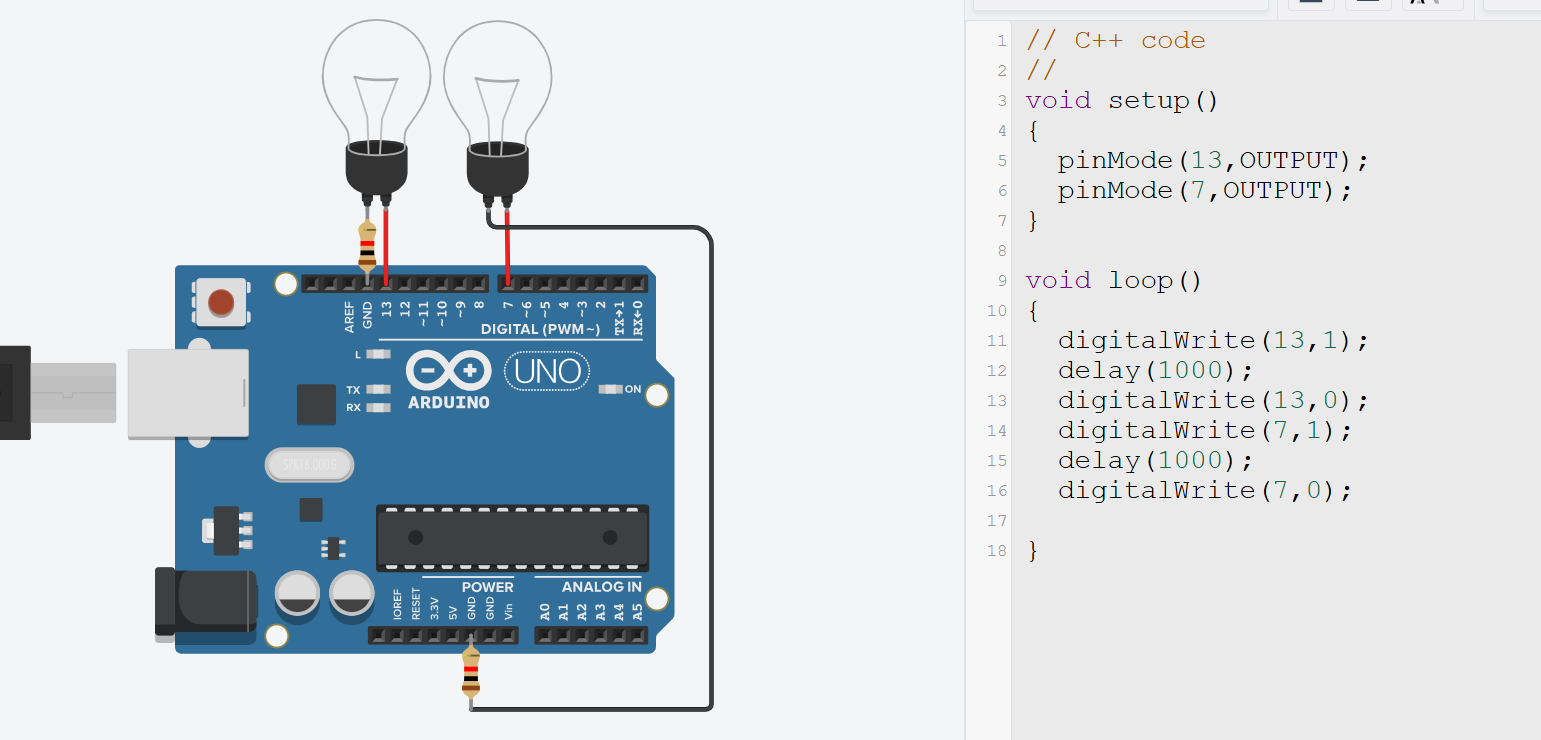 AREF
GND
13
12
~11
~10
~9
8
7
~6
~5
4
~3
2
TX→1
RX←0
DIGITAL (PWM~)
L
TX
RX
ARDUINO
UNO
ON
SPK16.000G
POWER
ANALOG IN
IOREF
RESET
3.3V
5V
GND
GND
Vin
A0
A1
A2
A3
A4
A5
1 // C++ code
2 //
3 void setup()
4 {
5 pinMode(13,OUTPUT);
6 pinMode(7,OUTPUT);
7 }
8
9 void loop()
10 {
11 digitalWrite(13,1);
12 delay(1000);
13 digitalWrite(13,0);
14 digitalWrite(7,1);
15 delay(1000);
16 digitalWrite(7,0);
17
18 }